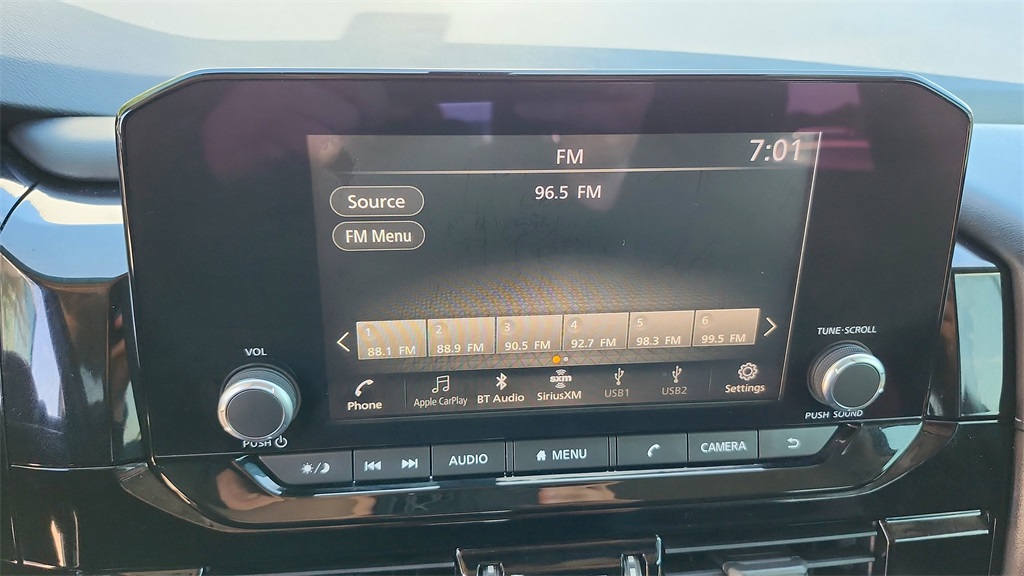 FM
7:01
96.5 FM
Source
FM Menu
1 2 3 4 5 6
88.1 FM 88.9 FM 90.5 FM 92.7 FM 98.3 FM 99.5 FM
sxm
Phone Apple CarPlay BT Audio SiriusXM USB1 USB2 Settings
VOL
PUSH
TUNE-SCROLL
PUSH SOUND
AUDIO MENU CAMERA